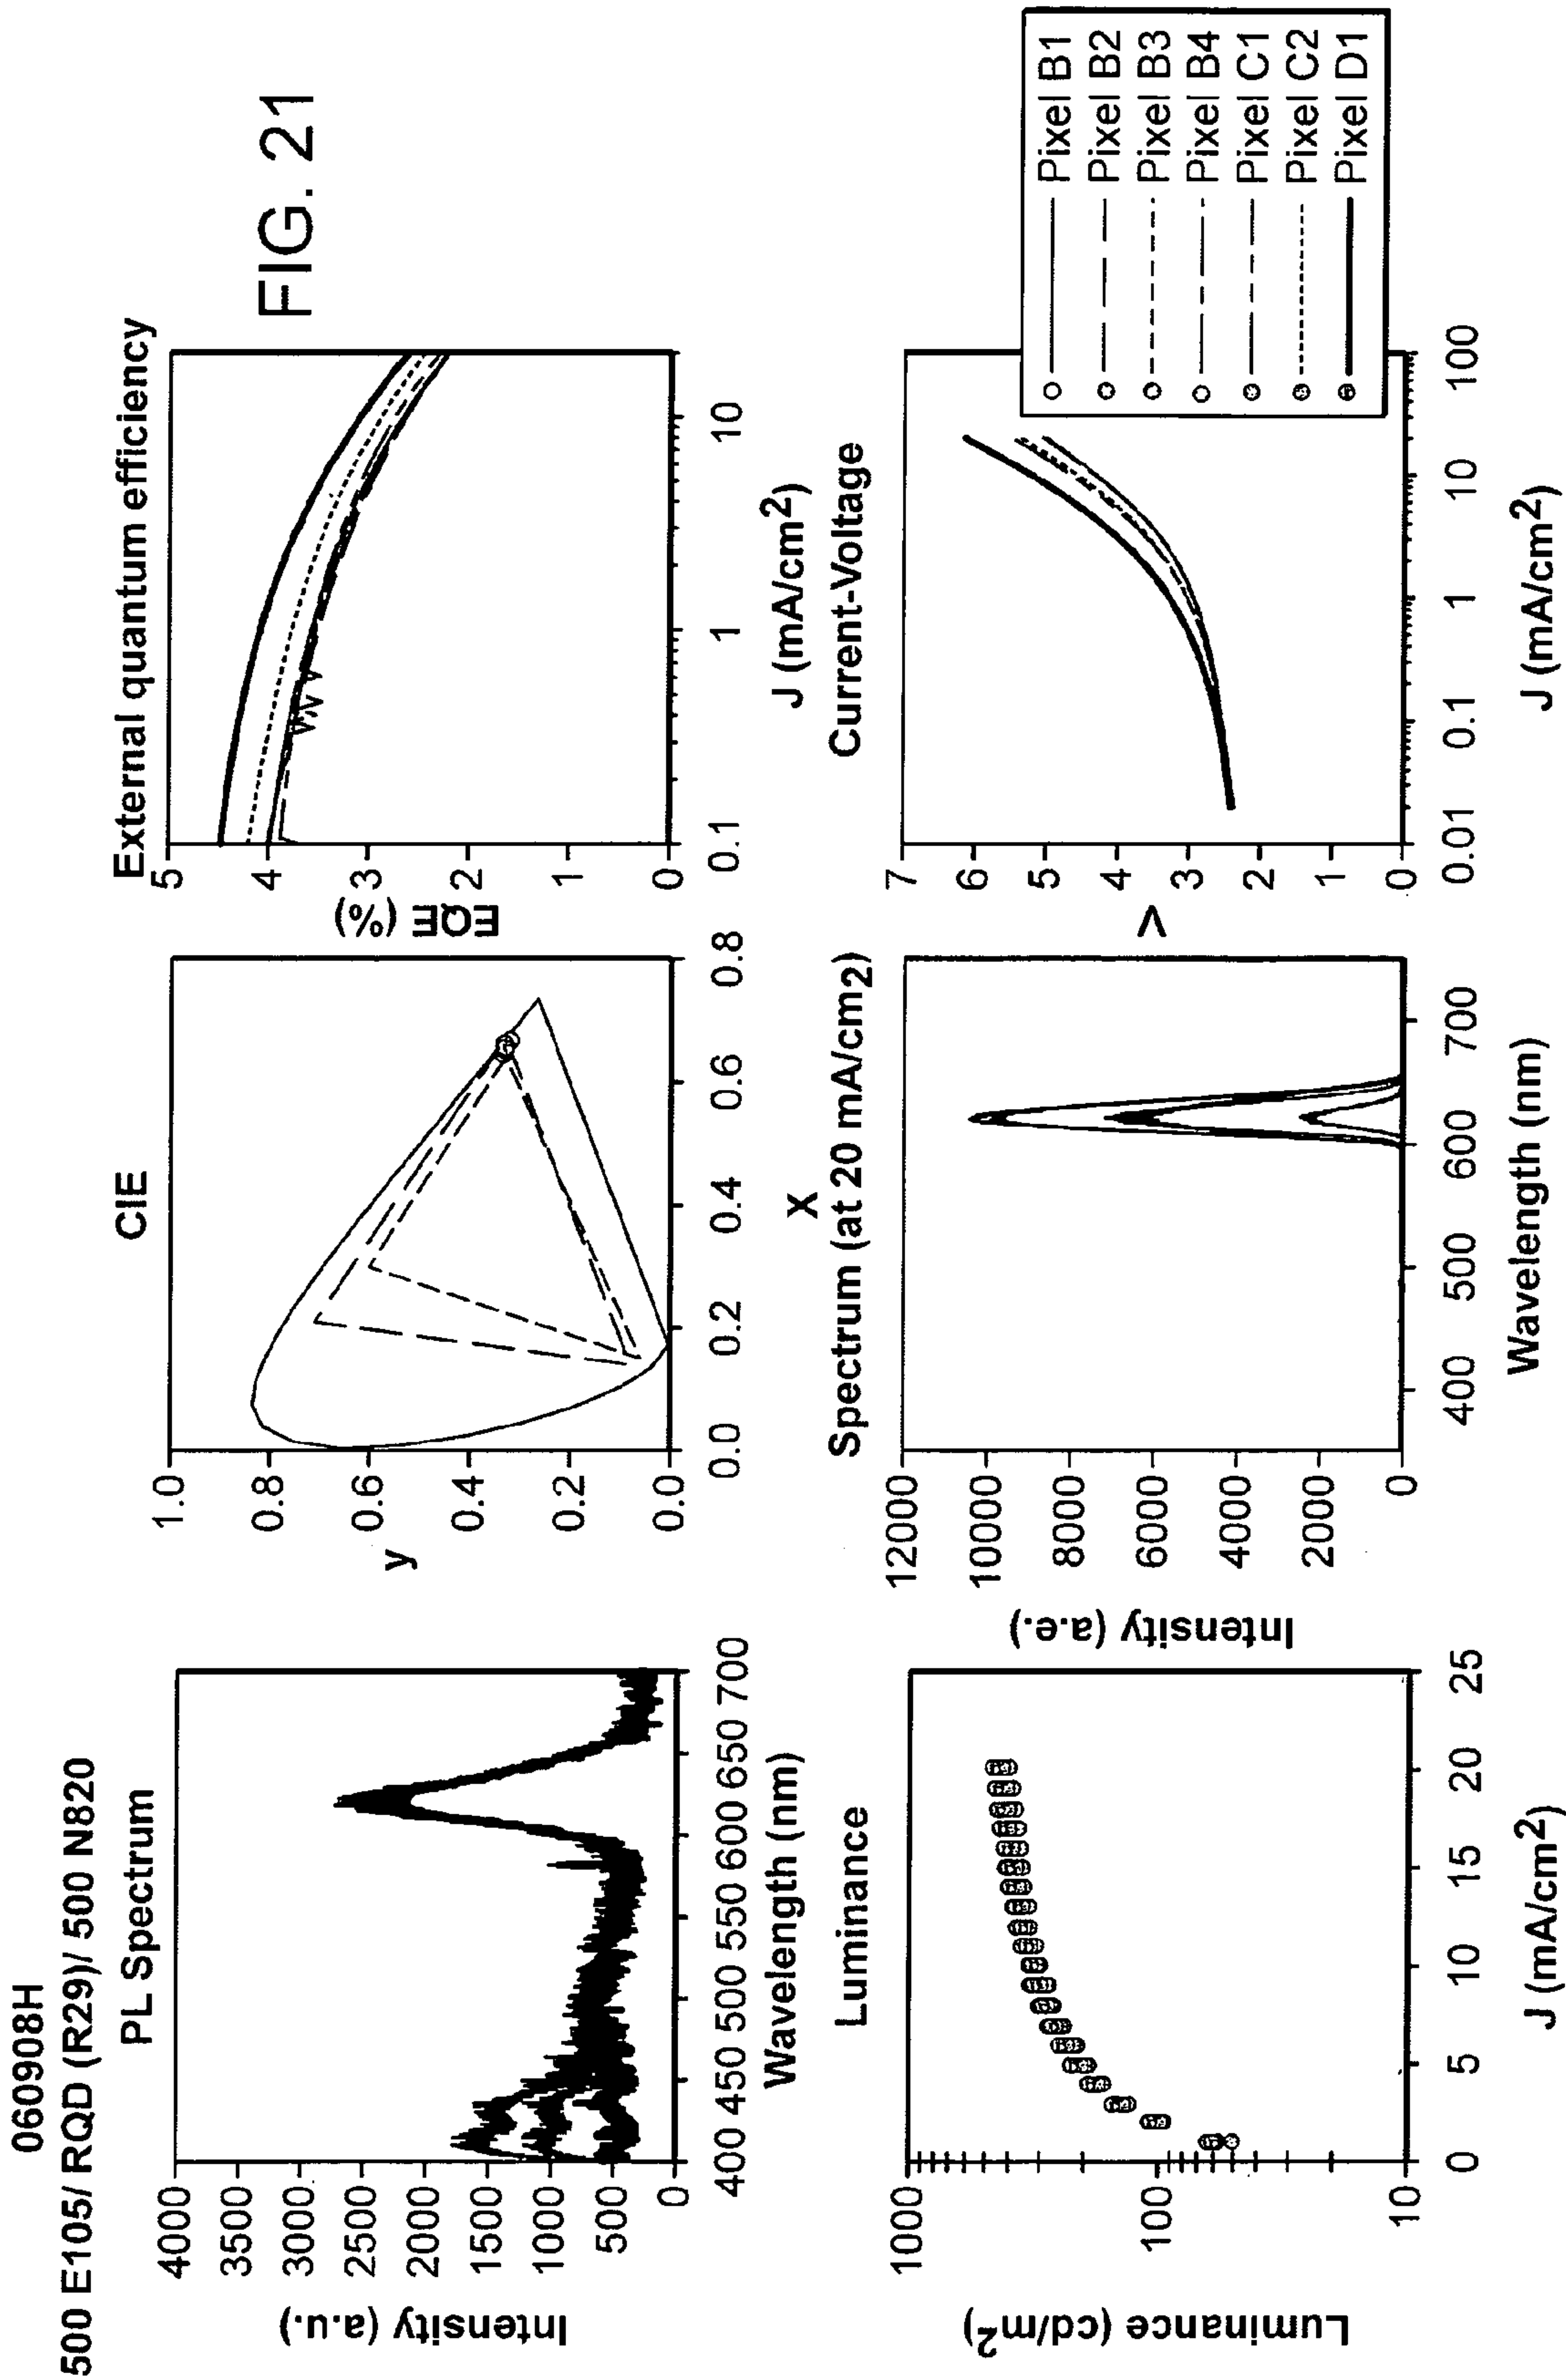 060908H
500 E105/ RQD (R29)/ 500 N820
FIG. 21
PL Spectrum
Intensity (a.u.)
4000
3500
3000
2500
2000
1500
1000
500
0
400 450 500 550 600 650 700
Wavelength (nm)
CIE
y
1.0
0.8
0.6
0.4
0.2
0.0
0.0 0.2 0.4 0.6 0.8
X
External quantum efficiency
EQE (%)
5
4
3
2
1
0
0.1 1 10
J (mA/cm2)
Luminance
Luminance (cd/m2)
1000
100
10
0 5 10 15 20 25
J (mA/cm2)
Spectrum (at 20 mA/cm2)
Intensity (a.e.)
12000
10000
8000
6000
4000
2000
0
400 500 600 700
Wavelength (nm)
Current-Voltage
V
7
6
5
4
3
2
1
0
0.01 0.1 1 10 100
J (mA/cm2)
Pixel B1
Pixel B2
Pixel B3
Pixel B4
Pixel C1
Pixel C2
Pixel D1